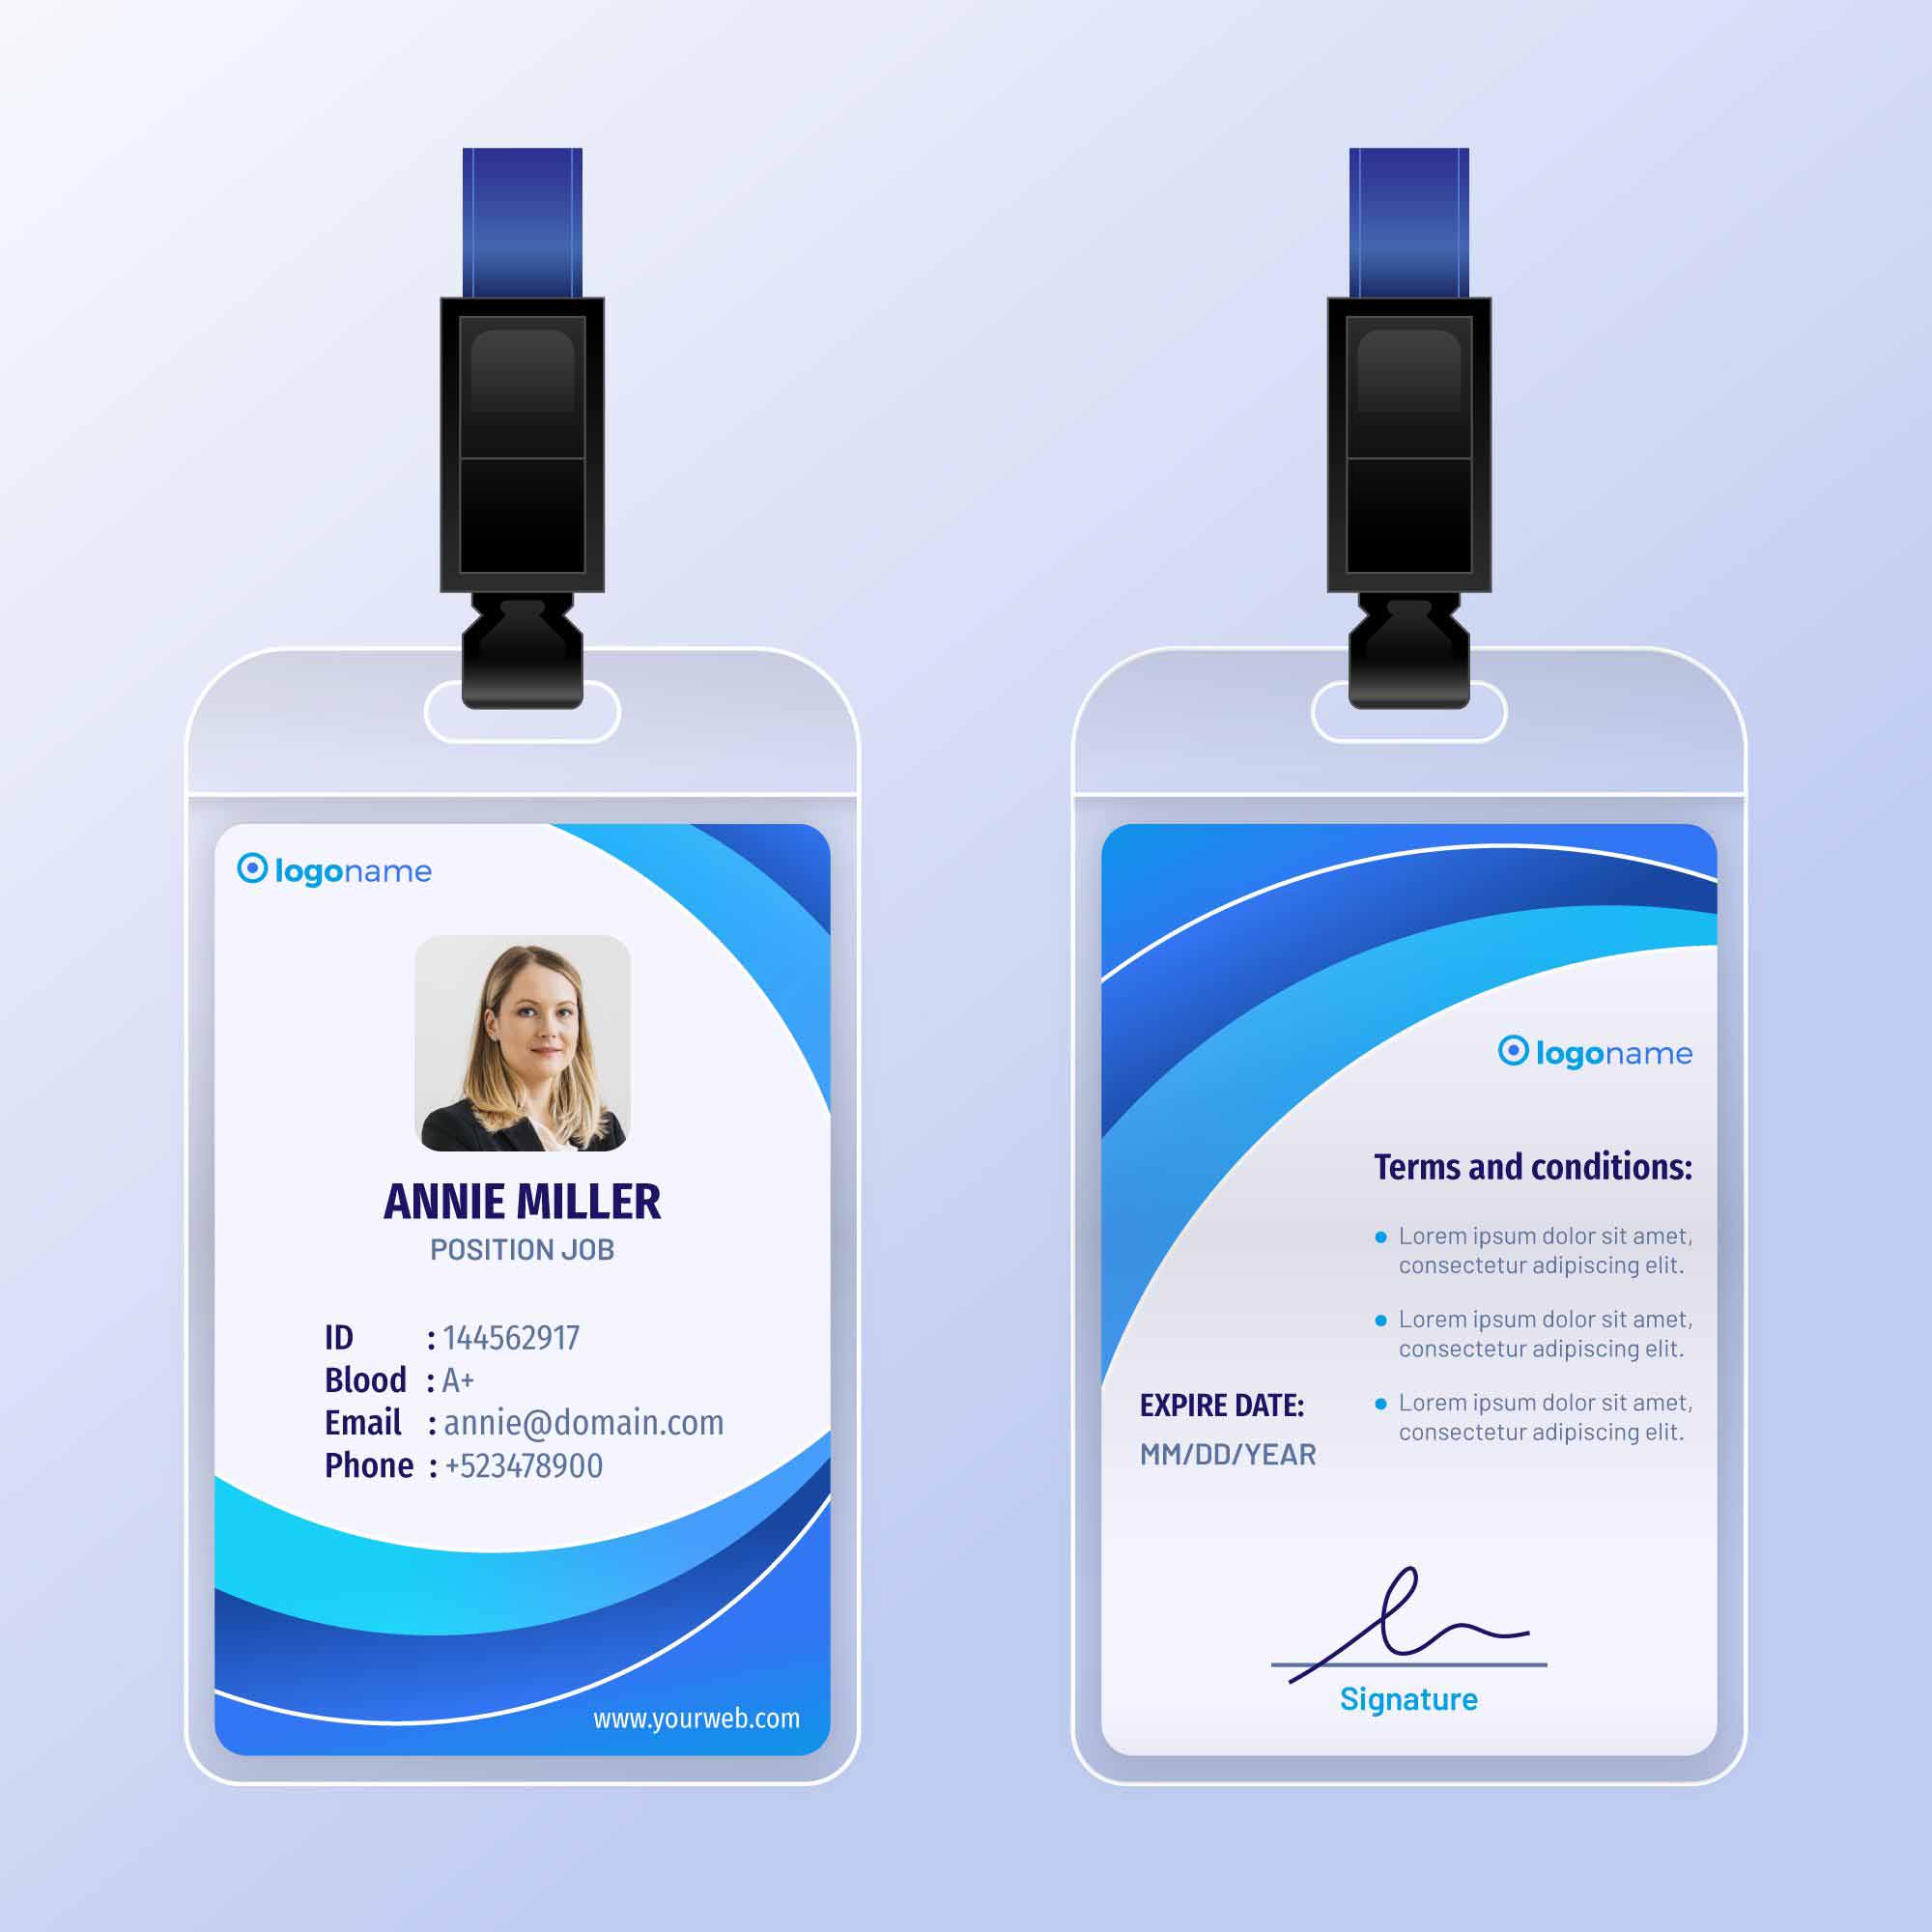 logoname
ANNIE MILLER
POSITION JOB
ID : 144562917
Blood : A+
Email : annie@domain.com
Phone : +523478900
www.yourweb.com
logoname
Terms and conditions:
Lorem ipsum dolor sit amet,
consectetur adipiscing elit.
Lorem ipsum dolor sit amet,
consectetur adipiscing elit.
Lorem ipsum dolor sit amet,
consectetur adipiscing elit.
EXPIRE DATE:
MM/DD/YEAR
Signature